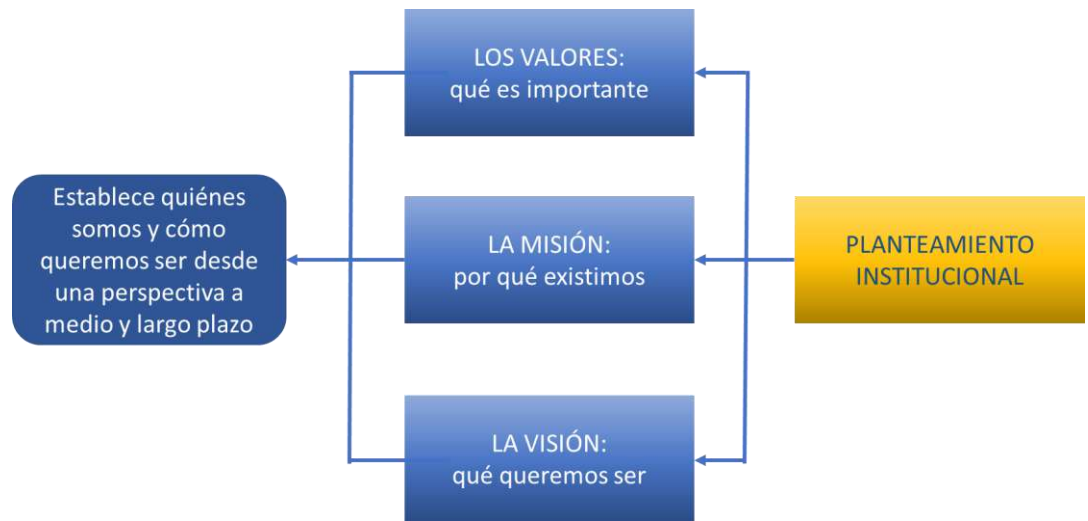 LOS VALORES:
qué es importante
Establece quiénes
somos y cómo
queremos ser desde
una perspectiva a
medio y largo plazo
LA MISIÓN:
por qué existimos
PLANTEAMIENTO
INSTITUCIONAL
LA VISIÓN:
qué queremos ser